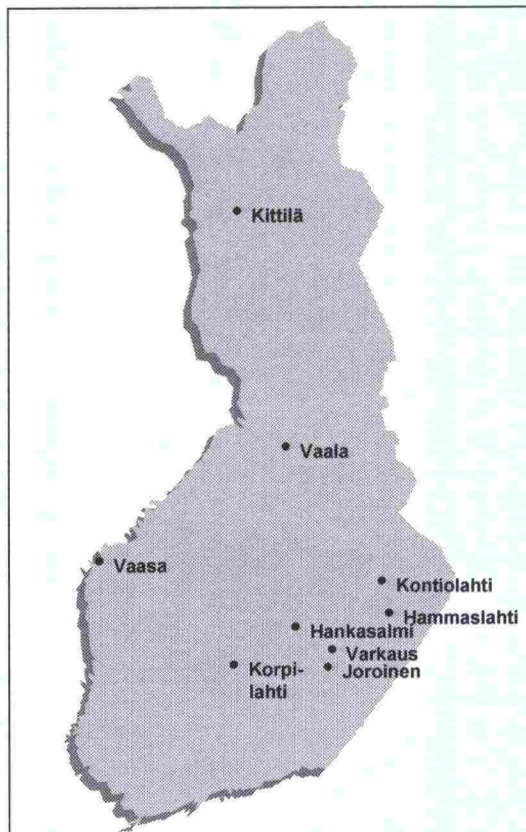 Kittilä
Vaala
Vaasa
Kontiolahti
Hammaslahti
Hankasalmi
Varkaus
Korpi-
lahti
Joroinen